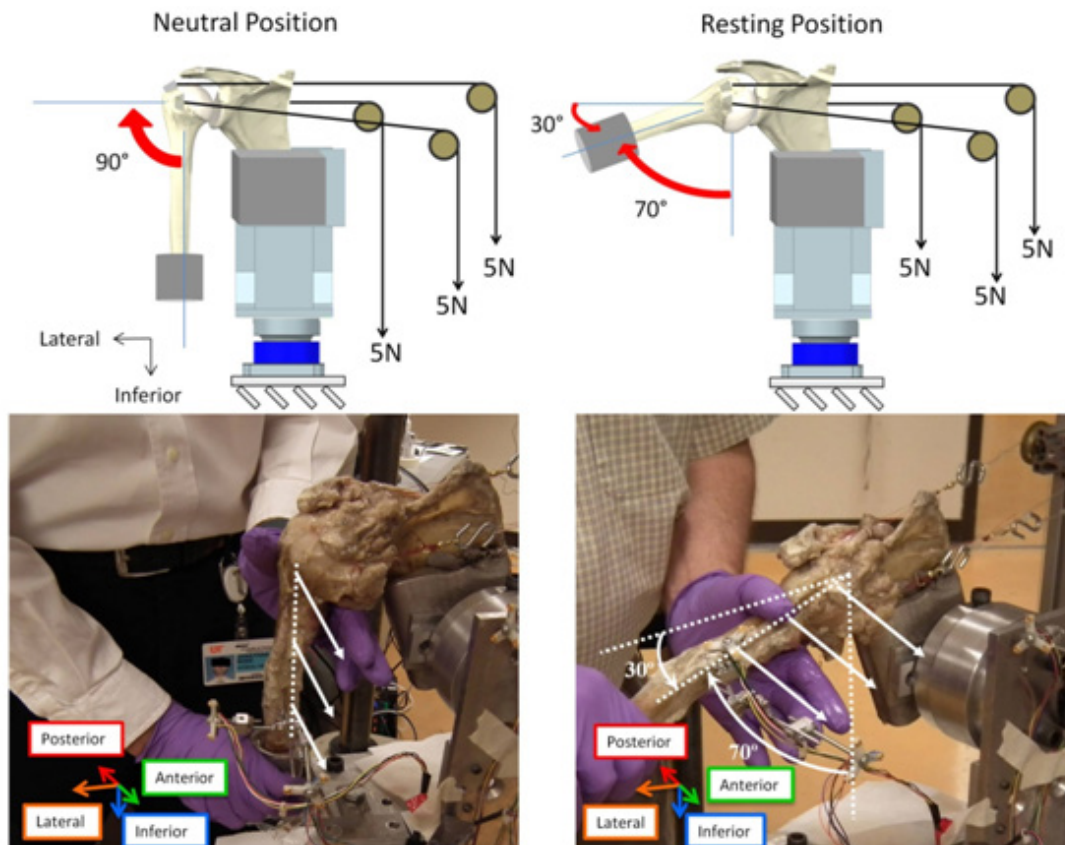 Neutral Position
Resting Position
90°
30°
70°
5N
5N
5N
5N
5N
5N
Lateral
Inferior
30°
70°
Posterior
Anterior
Lateral
Inferior
Posterior
Anterior
Lateral
Inferior